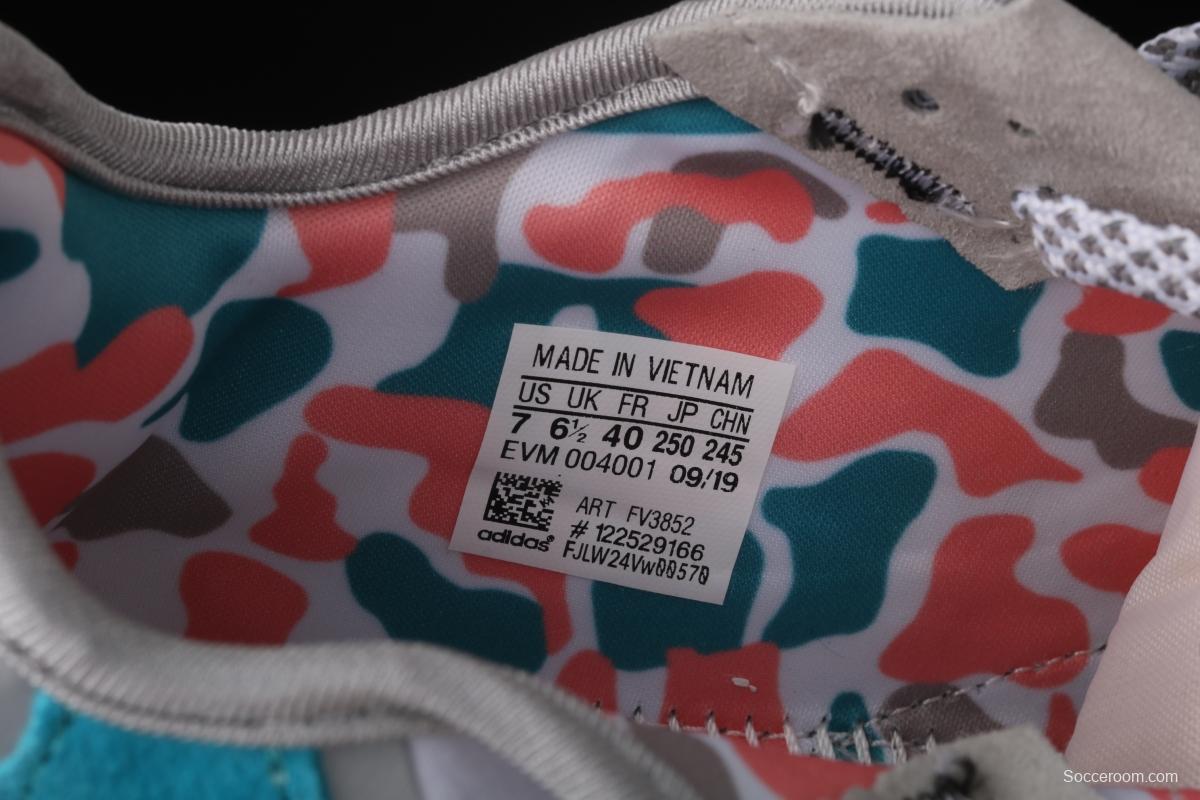 MADE IN VIETNAM
US UK FR JP CHN
7 6½ 40 250 245
EVM 004001 09/19
ART FV3852
# 122529166
adidas®
FJLW24Vw00570
Socceroom.com